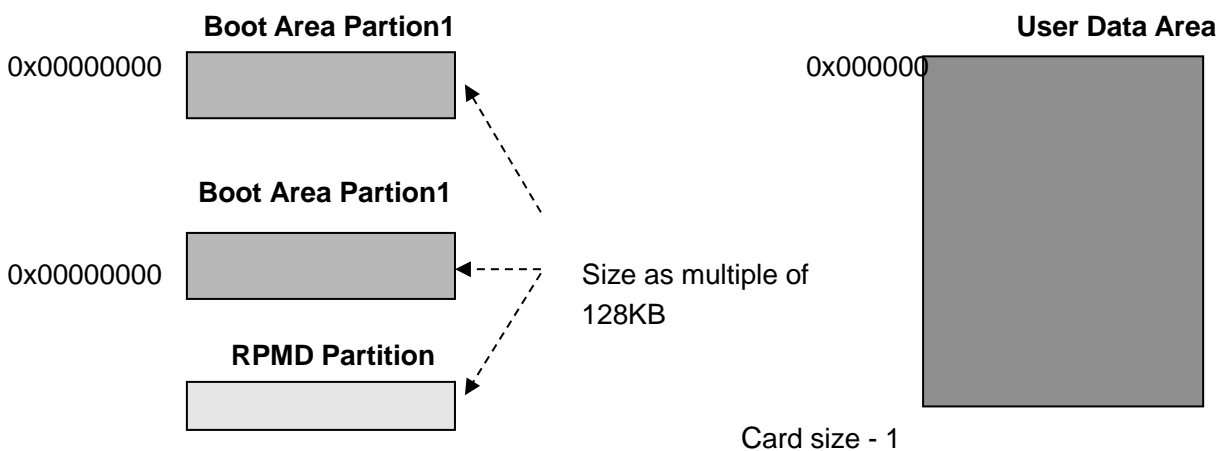 Boot Area Partion1
0x00000000
Boot Area Partion1
0x00000000
RPMD Partition
Size as multiple of
128KB
User Data Area
0x000000
Card size - 1